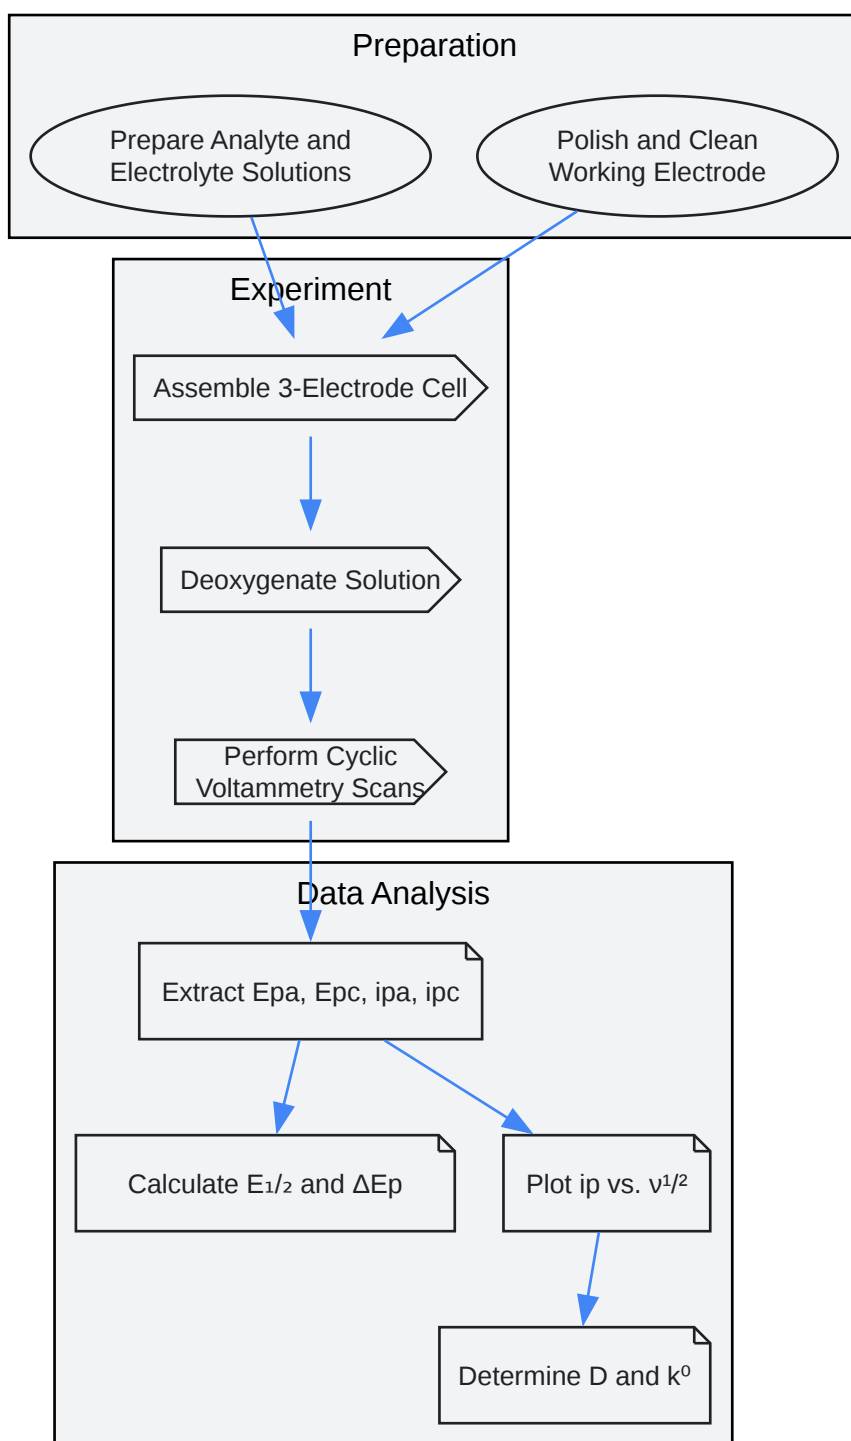 Preparation
Prepare Analyte and
Electrolyte Solutions
Polish and Clean
Working Electrode
Experiment
Assemble 3-Electrode Cell
Deoxygenate Solution
Perform Cyclic
Voltammetry Scans
Data Analysis
Extract Epa, Epc, ipa, ipc
Calculate E₁/₂ and ΔEp
Plot ip vs. ν¹/²
Determine D and k⁰